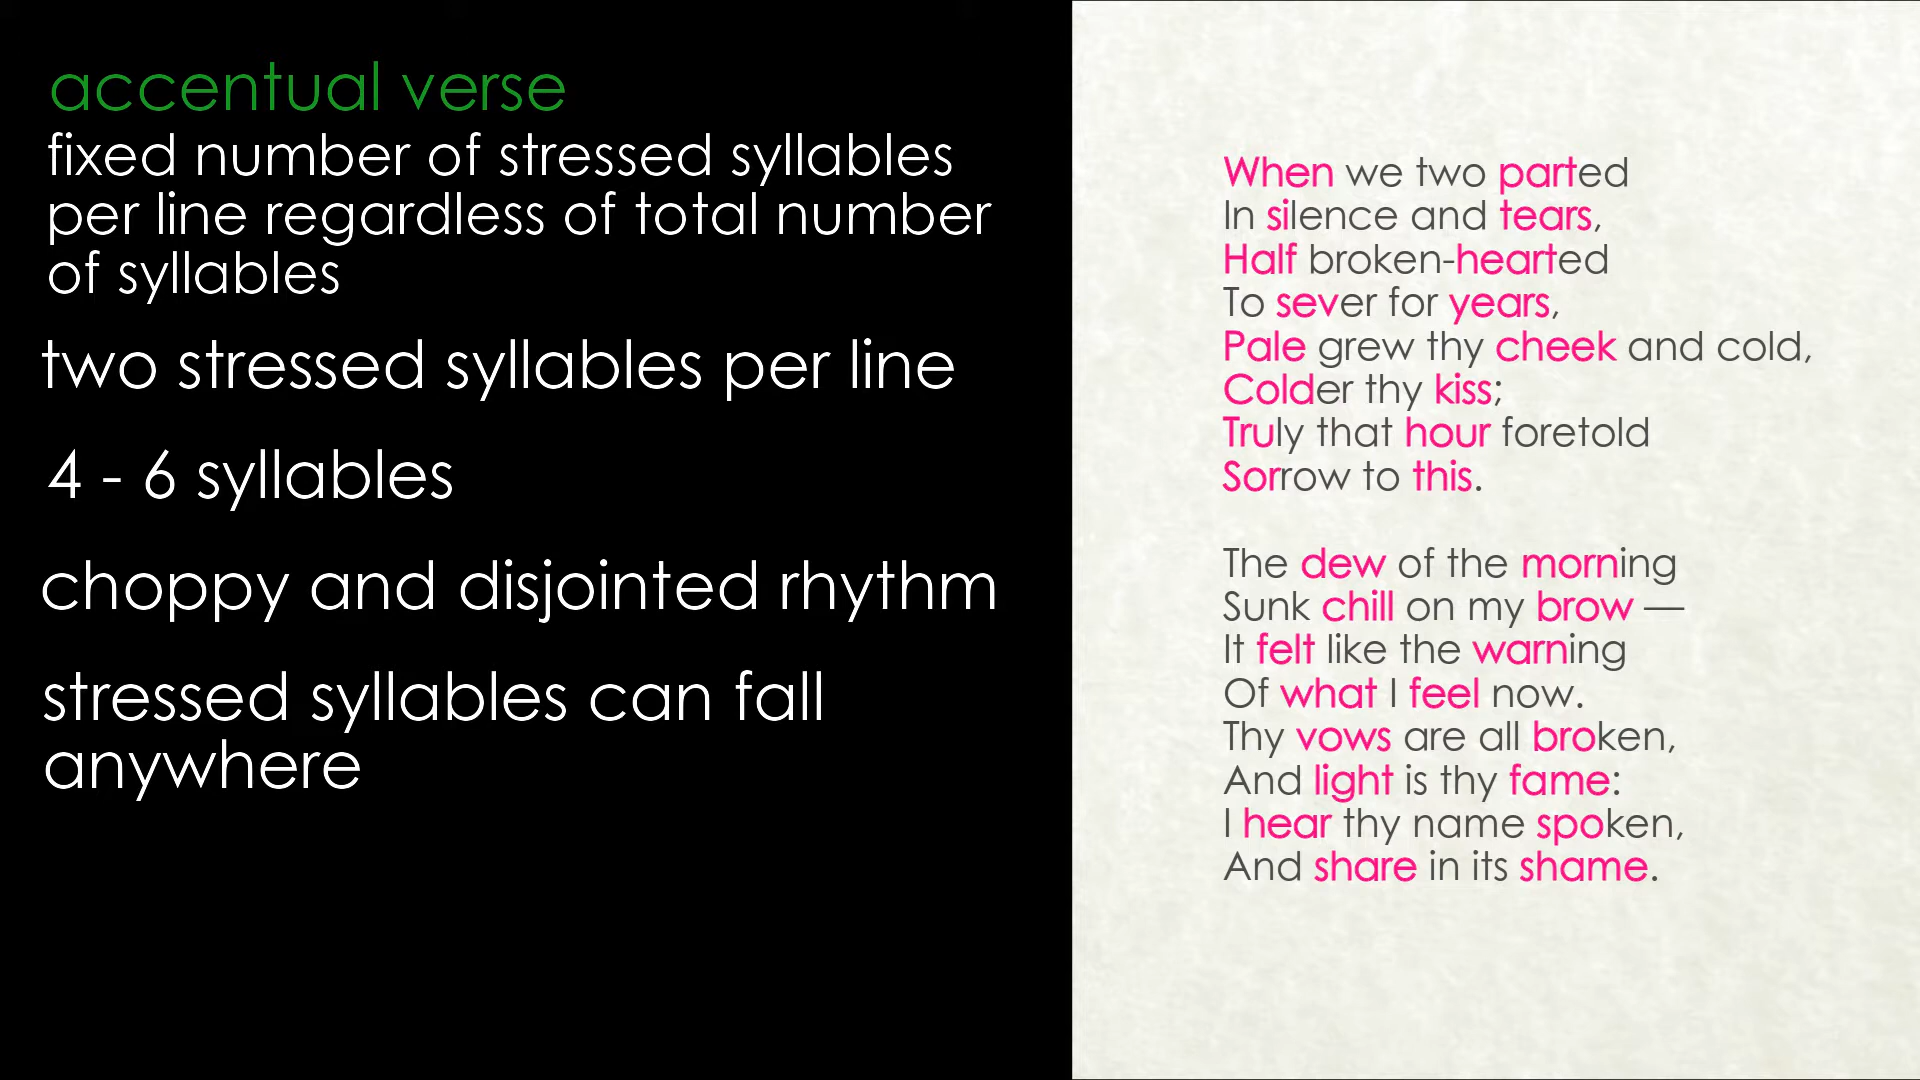 accentual verse
fixed number of stressed syllables
per line regardless of total number
of syllables
two stressed syllables per line
4 - 6 syllables
choppy and disjointed rhythm
stressed syllables can fall
anywhere
When we two parted
In silence and tears,
Half broken-hearted
To sever for years,
Pale grew thy cheek and cold,
Colder thy kiss;
Truly that hour foretold
Sorrow to this.
The dew of the morning
Sunk chill on my brow —
It felt like the warning
Of what I feel now.
Thy vows are all broken,
And light is thy fame:
I hear thy name spoken,
And share in its shame.